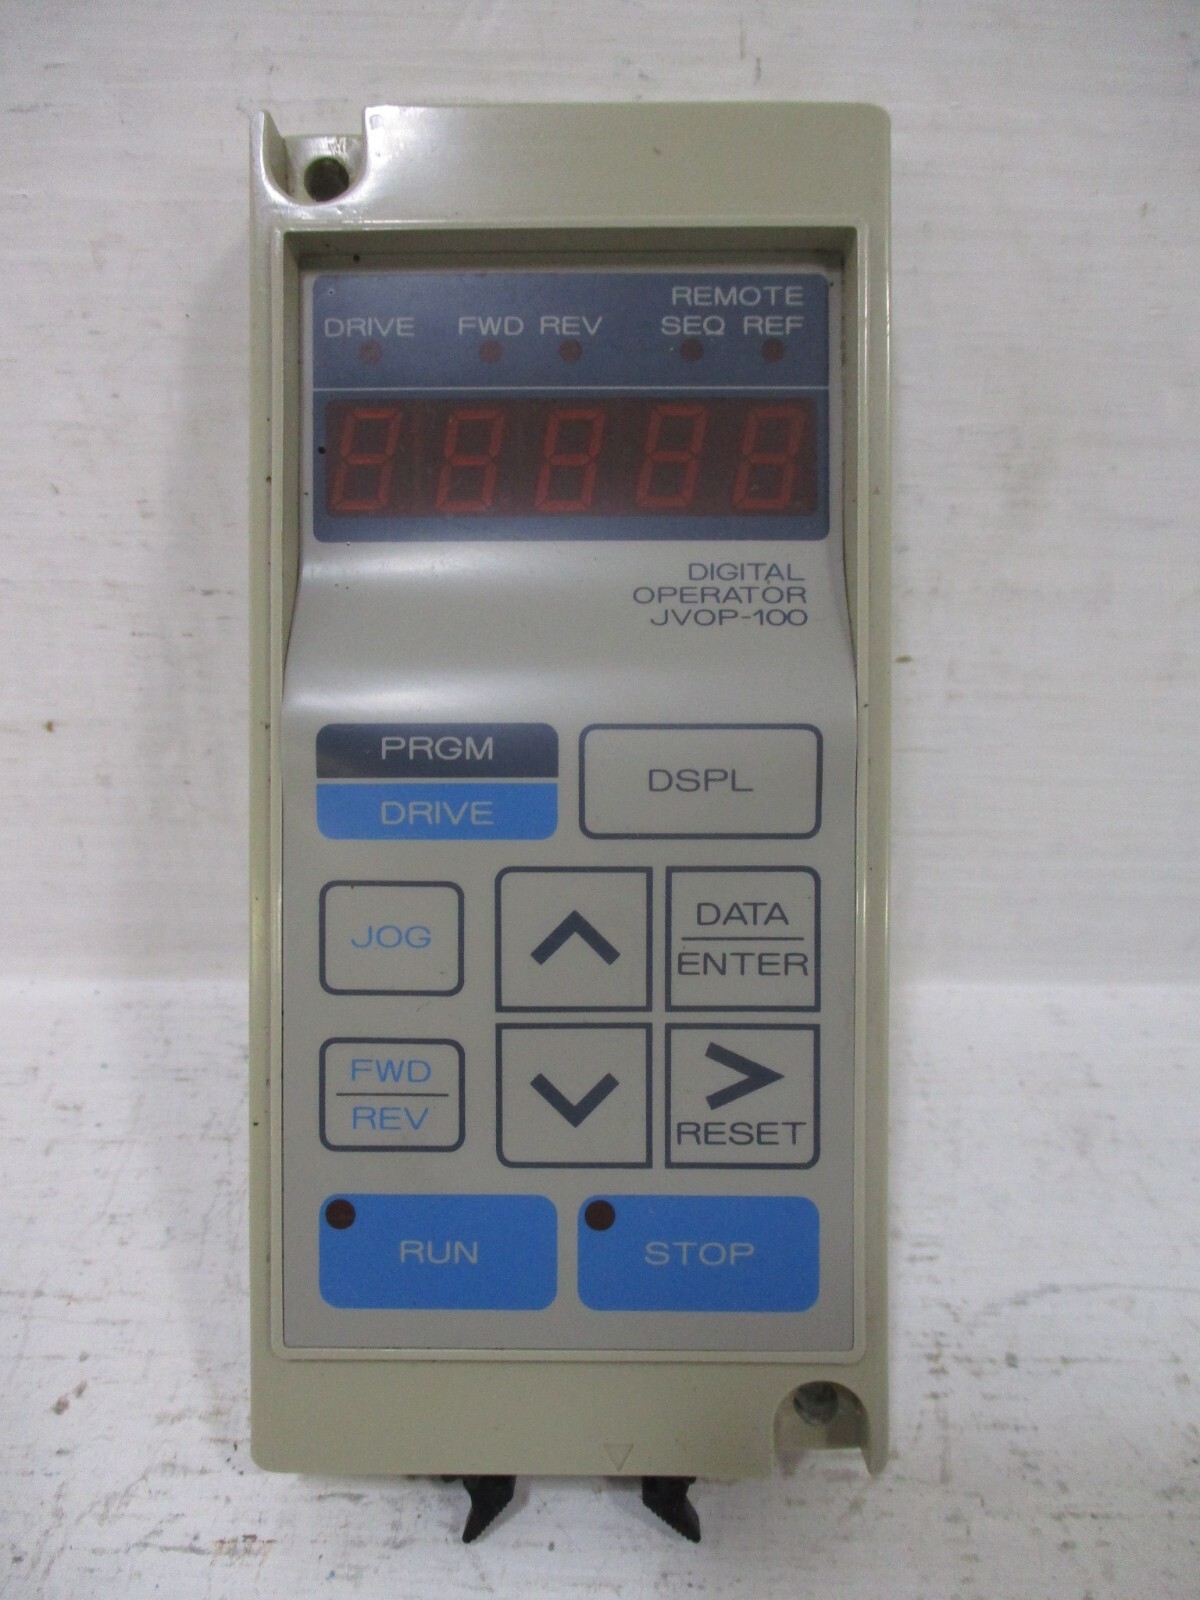 REMOTE
DRIVE FWD REV SEQ REF
DIGITAL
OPERATOR
JVOP-100
PRGM
DRIVE
DSPL
JOG
DATA
ENTER
FWD
REV
RESET
RUN
STOP